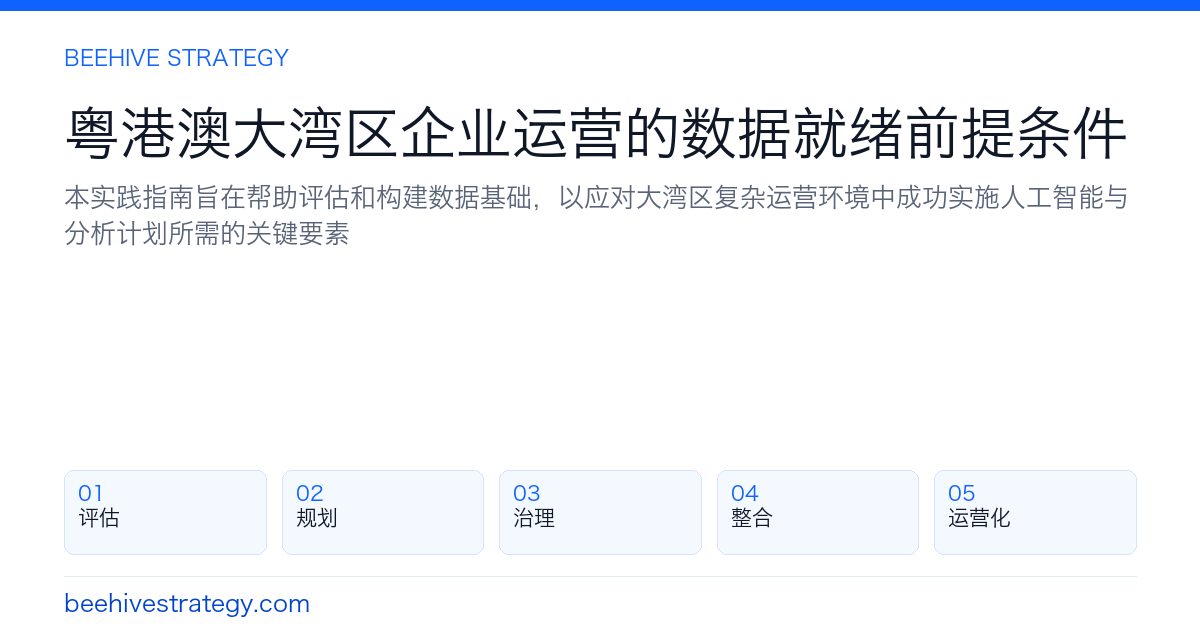 BEEHIVE STRATEGY
粤港澳大湾区企业运营的数据就绪前提条件
本实践指南旨在帮助评估和构建数据基础，以应对大湾区复杂运营环境中成功实施人工智能与
分析计划所需的关键要素
01
评估
02
规划
03
治理
04
整合
05
运营化
beehivestrategy.com